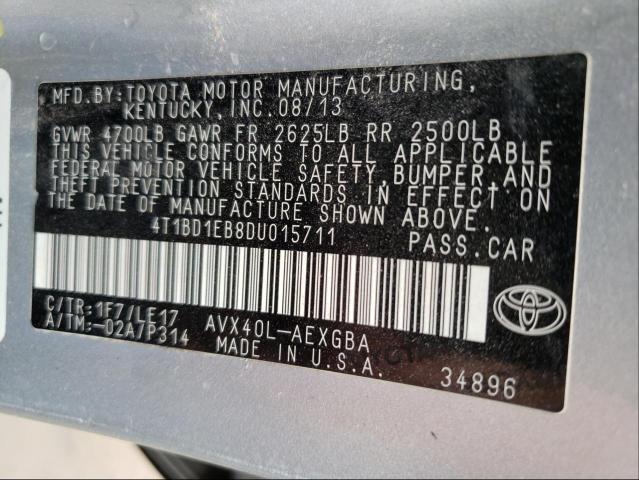 MFD.BY:TOYOTA MOTOR MANUFACTURING,
KENTUCKY,INC.08/13
GVWR 4700LB GAWR FR 2625LB RR 2500LB
THIS VEHICLE CONFORMS TO ALL APPLICABLE
FEDERAL MOTOR VEHICLE SAFETY,BUMPER,AND
THEFT PREVENTION STANDARDS IN EFFECT ON
THE DATE OF MANUFACTURE SHOWN ABOVE.
4T1BD1EB8DU015711 PASS.CAR
C/TR:1F7/LE17
A/TM:-02A7P314
AVX40L-AEXGBA
MADE IN U.S.A.
34896